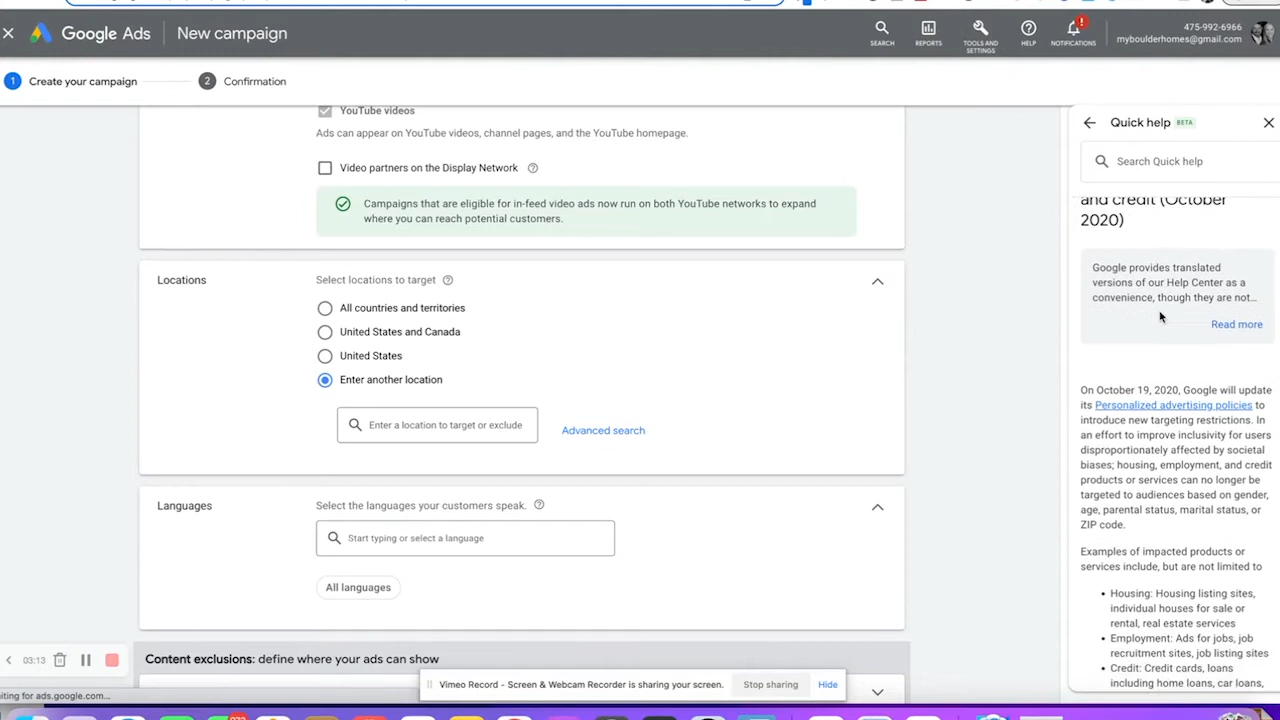 Google Ads
New campaign
SEARCH
REPORTS
TOOLS AND
SETTINGS
HELP
NOTIFICATIONS
475-992-6966
myboulderhomes@gmail.com
1 Create your campaign
2 Confirmation
YouTube videos
Ads can appear on YouTube videos, channel pages, and the YouTube homepage.
Video partners on the Display Network
Campaigns that are eligible for in-feed video ads now run on both YouTube networks to expand
where you can reach potential customers.
Locations
Select locations to target
All countries and territories
United States and Canada
United States
Enter another location
Enter a location to target or exclude
Advanced search
Languages
Select the languages your customers speak.
Start typing or select a language
All languages
Content exclusions: define where your ads can show
03:13
Vimeo Record - Screen & Webcam Recorder is sharing your screen.
Stop sharing
Hide
iting for ads.google.com...
Quick help BETA
Search Quick help
and credit (October
2020)
Google provides translated
versions of our Help Center as a
convenience, though they are not...
Read more
On October 19, 2020, Google will update
its Personalized advertising policies to
introduce new targeting restrictions. In
an effort to improve inclusivity for users
disproportionately affected by societal
biases; housing, employment, and credit
products or services can no longer be
targeted to audiences based on gender,
age, parental status, marital status, or
ZIP code.
Examples of impacted products or
services include, but are not limited to
• Housing: Housing listing sites,
individual houses for sale or
rental, real estate services
• Employment: Ads for jobs, job
recruitment sites, job listing sites
• Credit: Credit cards, loans
including home loans, car loans,